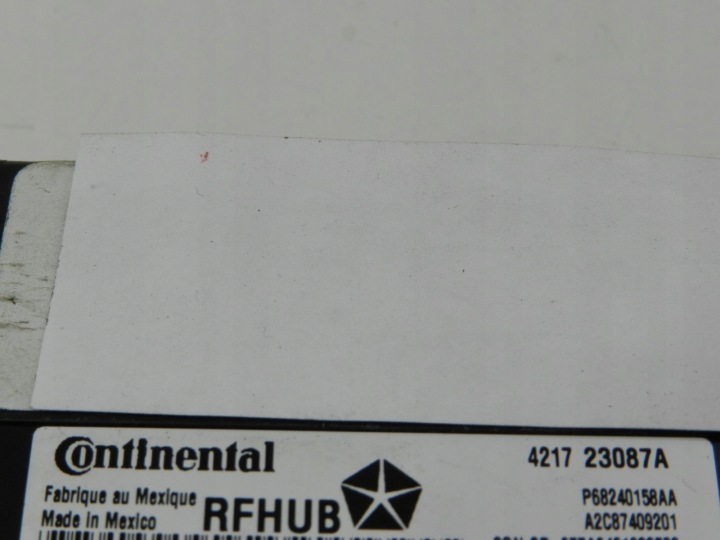 Continental 4217 23087A
Fabrique au Mexique P68240158AA
Made in Mexico RFHUB A2C87409201